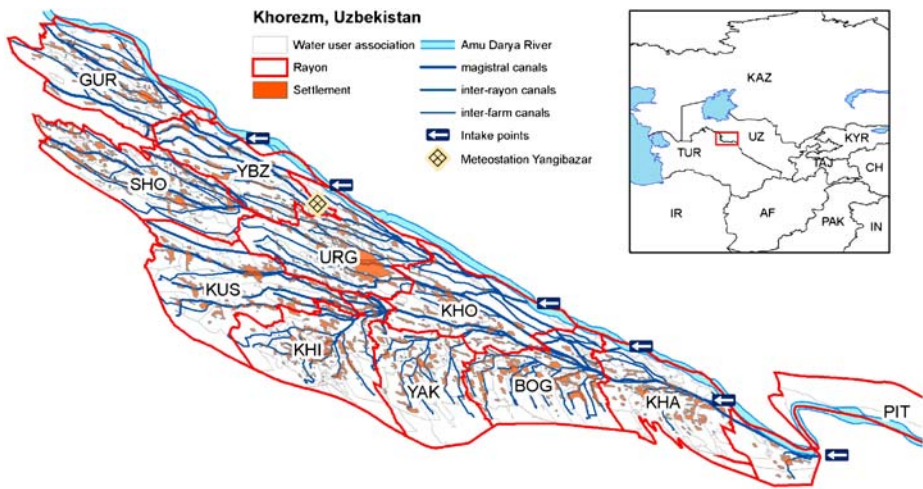 Khorezm, Uzbekistan
Water user association
Rayon
Settlement
Amu Darya River
magistral canals
inter-rayon canals
inter-farm canals
Intake points
Meteostation Yangibazar
GUR
SHO
YBZ
URG
KUS
KHO
KHI
YAK
BOG
KHA
PIT
KAZ
UZ
KYR
TUR
TAJ
CH
IR
AF
PAK
IN